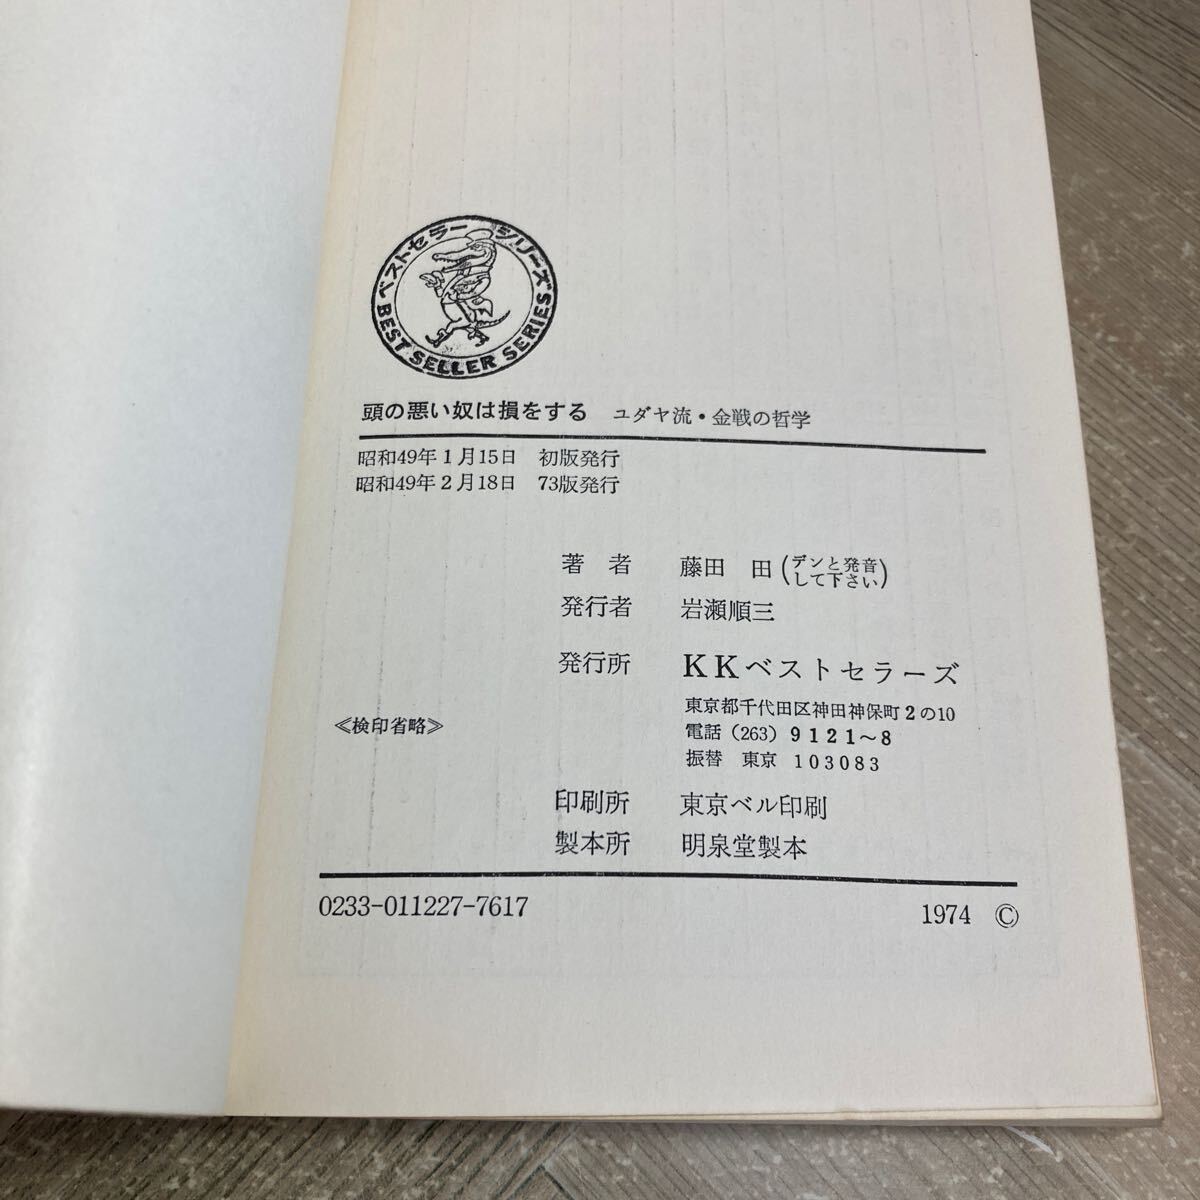 ベストセラーシリーズ
BEST SELLER SERIES
頭の悪い奴は損をする ユダヤ流・金戦の哲学
昭和49年1月15日 初版発行
昭和49年2月18日 73版発行
著 者 藤田 田(デンと発音して下さい)
発行者 岩瀬順三
発行所 KKベストセラーズ
東京都千代田区神田神保町2の10
電話(263)9121~8
振替 東京 103083
≪検印省略≫
印刷所 東京ベル印刷
製本所 明泉堂製本
0233-011227-7617 1974 ©